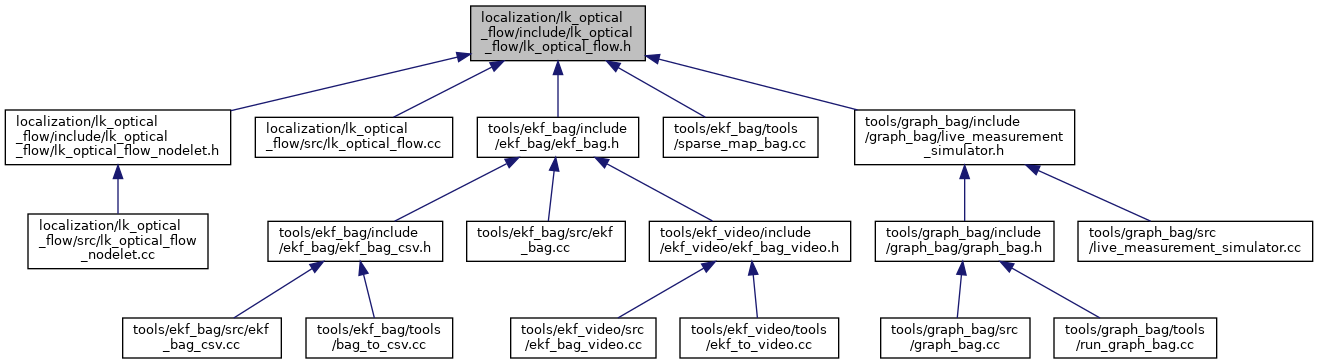 localization/lk_optical
_flow/include/lk_optical
_flow/lk_optical_flow.h
localization/lk_optical
_flow/include/lk_optical
_flow/lk_optical_flow_nodelet.h
localization/lk_optical
_flow/src/lk_optical_flow.cc
tools/ekf_bag/include
/ekf_bag/ekf_bag.h
tools/ekf_bag/tools
/sparse_map_bag.cc
tools/graph_bag/include
/graph_bag/live_measurement
_simulator.h
localization/lk_optical
_flow/src/lk_optical_flow
_nodelet.cc
tools/ekf_bag/include
/ekf_bag/ekf_bag_csv.h
tools/ekf_bag/src/ekf
_bag.cc
tools/ekf_video/include
/ekf_video/ekf_bag_video.h
tools/graph_bag/include
/graph_bag/graph_bag.h
tools/graph_bag/src
/live_measurement_simulator.cc
tools/ekf_bag/src/ekf
_bag_csv.cc
tools/ekf_bag/tools
/bag_to_csv.cc
tools/ekf_video/src
/ekf_bag_video.cc
tools/ekf_video/tools
/ekf_to_video.cc
tools/graph_bag/src
/graph_bag.cc
tools/graph_bag/tools
/run_graph_bag.cc